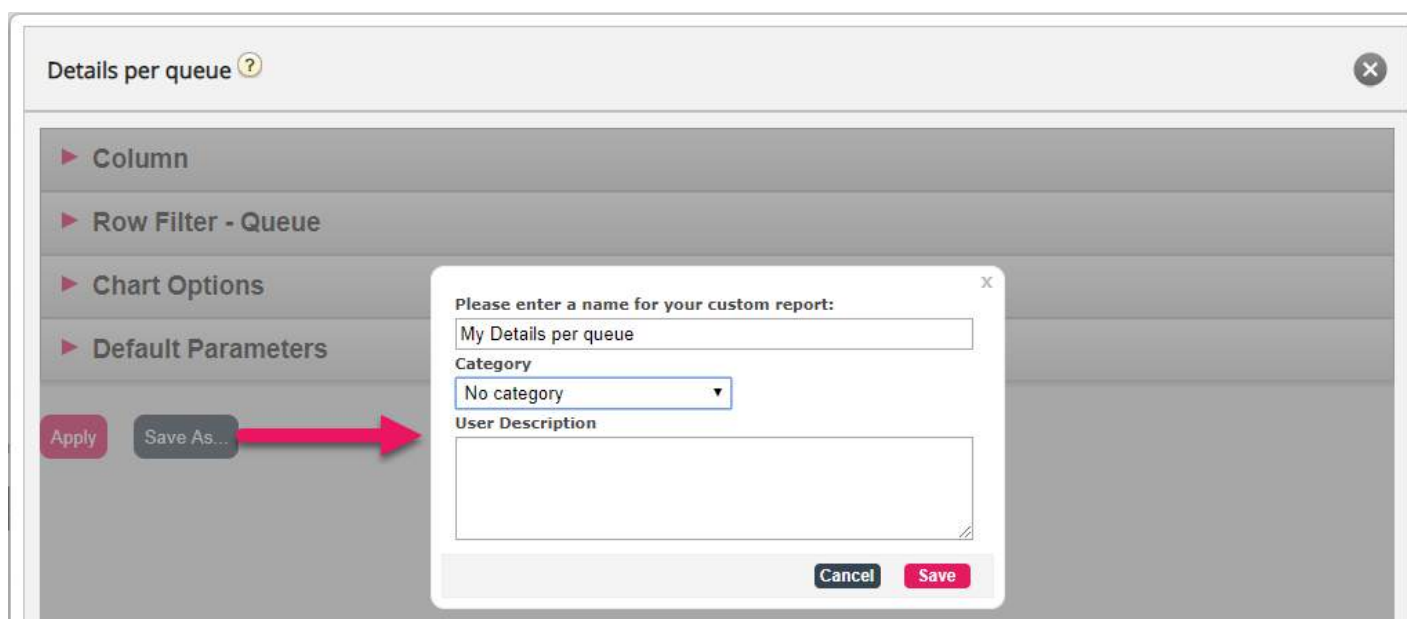 Details per queue ?
Column
Row Filter - Queue
Chart Options
Default Parameters
Apply
Save As...
x
Please enter a name for your custom report:
My Details per queue
Category
No category
User Description
Cancel
Save